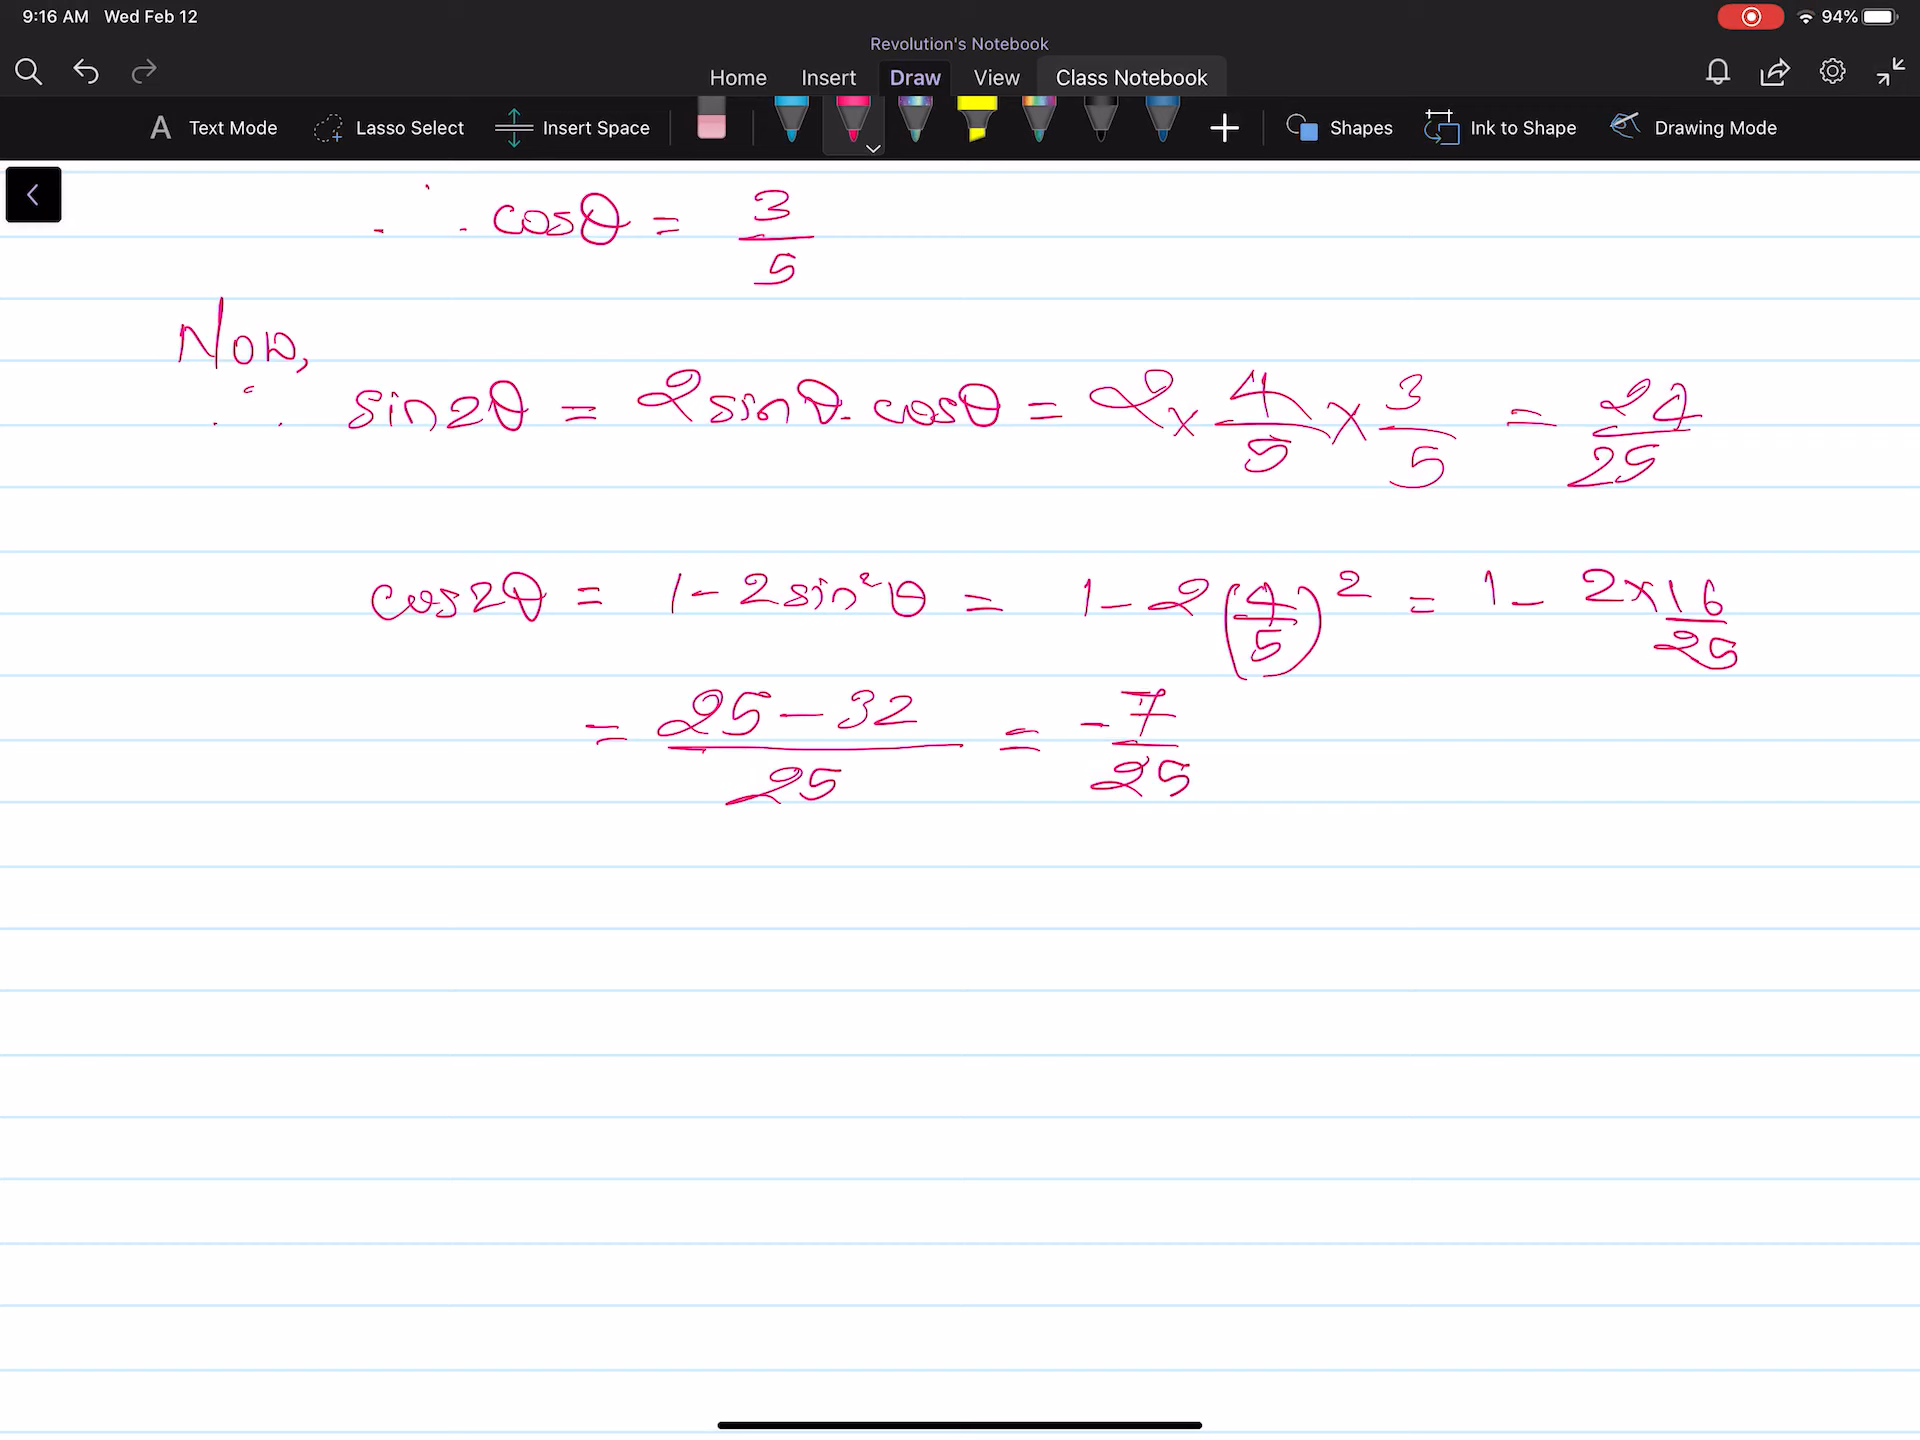 9:16 AM Wed Feb 12 94%
Revolution's Notebook
Home Insert Draw View Class Notebook
A Text Mode Lasso Select Insert Space Shapes Ink to Shape Drawing Mode
∴ cosθ = 3/5
Now,
∴ sin2θ = 2sinθ. cosθ = 2 × 4/5 × 3/5 = 24/25
cos2θ = 1 - 2sin²θ = 1 - 2(4/5)² = 1 - 2×16/25
= 25 - 32/25 = -7/25